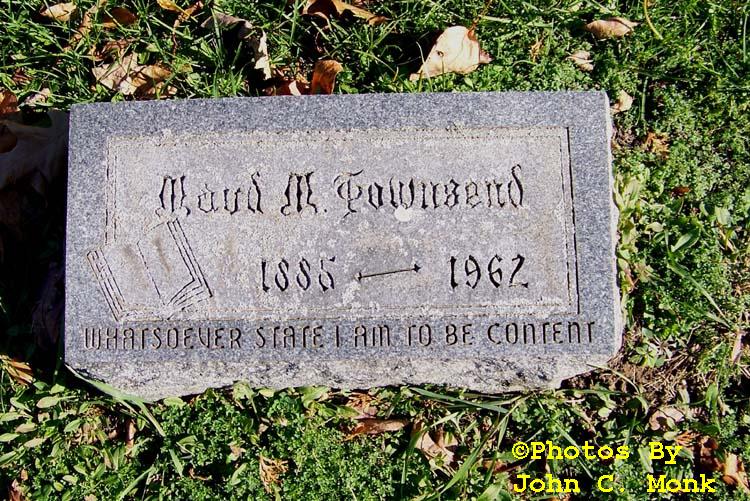 Maud M. Townsend
1885 — 1962
WHATSOEVER STATE I AM TO BE CONTENT
©Photos By
John C. Monk